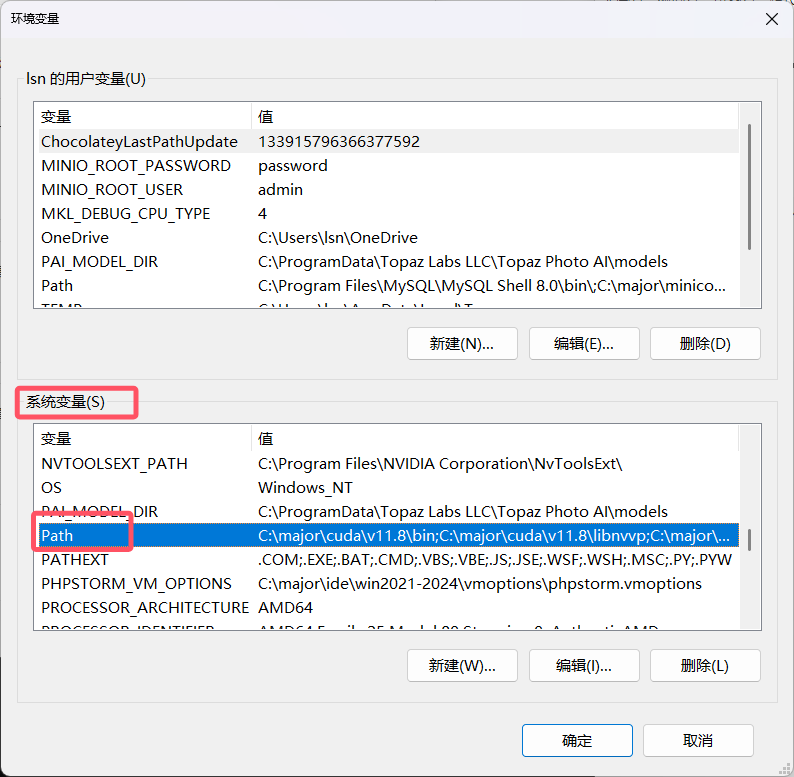 环境变量
lsn 的用户变量(U)
变量 值
ChocolateyLastPathUpdate 133915796366377592
MINIO_ROOT_PASSWORD password
MINIO_ROOT_USER admin
MKL_DEBUG_CPU_TYPE 4
OneDrive C:\Users\lsn\OneDrive
PAI_MODEL_DIR C:\ProgramData\Topaz Labs LLC\Topaz Photo AI\models
Path C:\Program Files\MySQL\MySQL Shell 8.0\bin\;C:\major\minico...
新建(N)... 编辑(E)... 删除(D)
系统变量(S)
变量 值
NVTOOLSEXT_PATH C:\Program Files\NVIDIA Corporation\NvToolsExt\
OS Windows_NT
PAI_MODEL_DIR C:\ProgramData\Topaz Labs LLC\Topaz Photo AI\models
Path C:\major\cuda\v11.8\bin;C:\major\cuda\v11.8\libnvvp;C:\major\...
PATHEXT .COM;.EXE;.BAT;.CMD;.VBS;.VBE;.JS;.JSE;.WSF;.WSH;.MSC;.PY;.PYW
PHPSTORM_VM_OPTIONS C:\major\ide\win2021-2024\vmoptions\phpstorm.vmoptions
PROCESSOR_ARCHITECTURE AMD64
新建(W)... 编辑(I)... 删除(L)
确定 取消